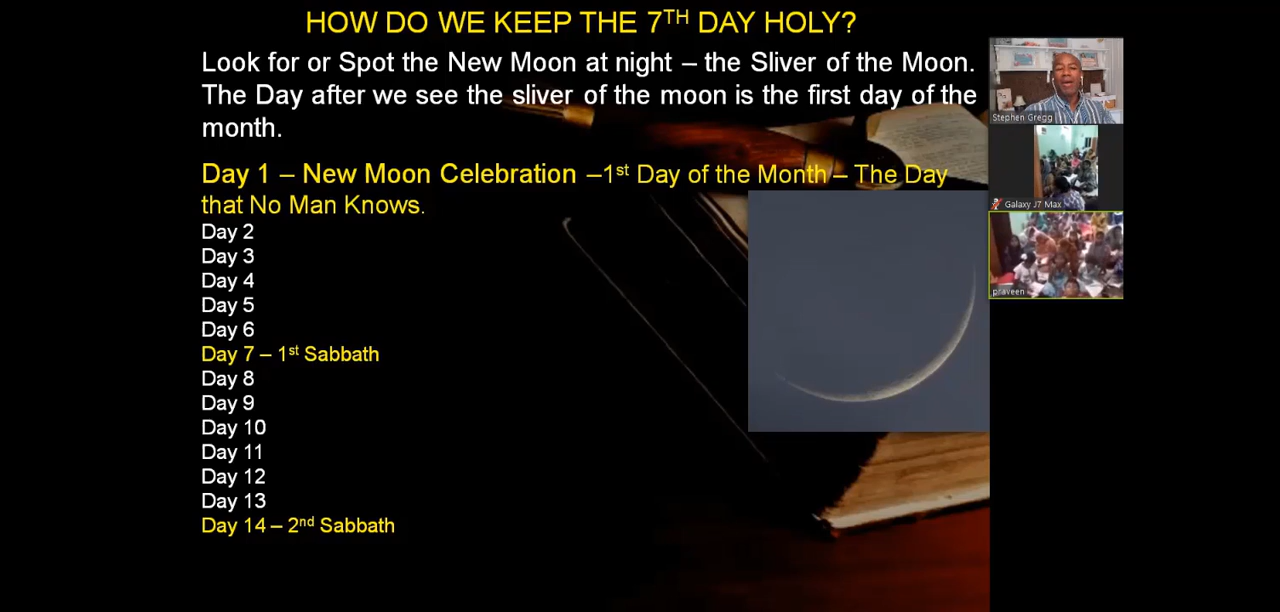 HOW DO WE KEEP THE 7TH DAY HOLY?
Look for or Spot the New Moon at night – the Sliver of the Moon.
The Day after we see the sliver of the moon is the first day of the
month.
Day 1 – New Moon Celebration –1st Day of the Month – The Day
that No Man Knows.
Day 2
Day 3
Day 4
Day 5
Day 6
Day 7 – 1st Sabbath
Day 8
Day 9
Day 10
Day 11
Day 12
Day 13
Day 14 – 2nd Sabbath
Stephen Gregg
Galaxy J7 Max
praveen